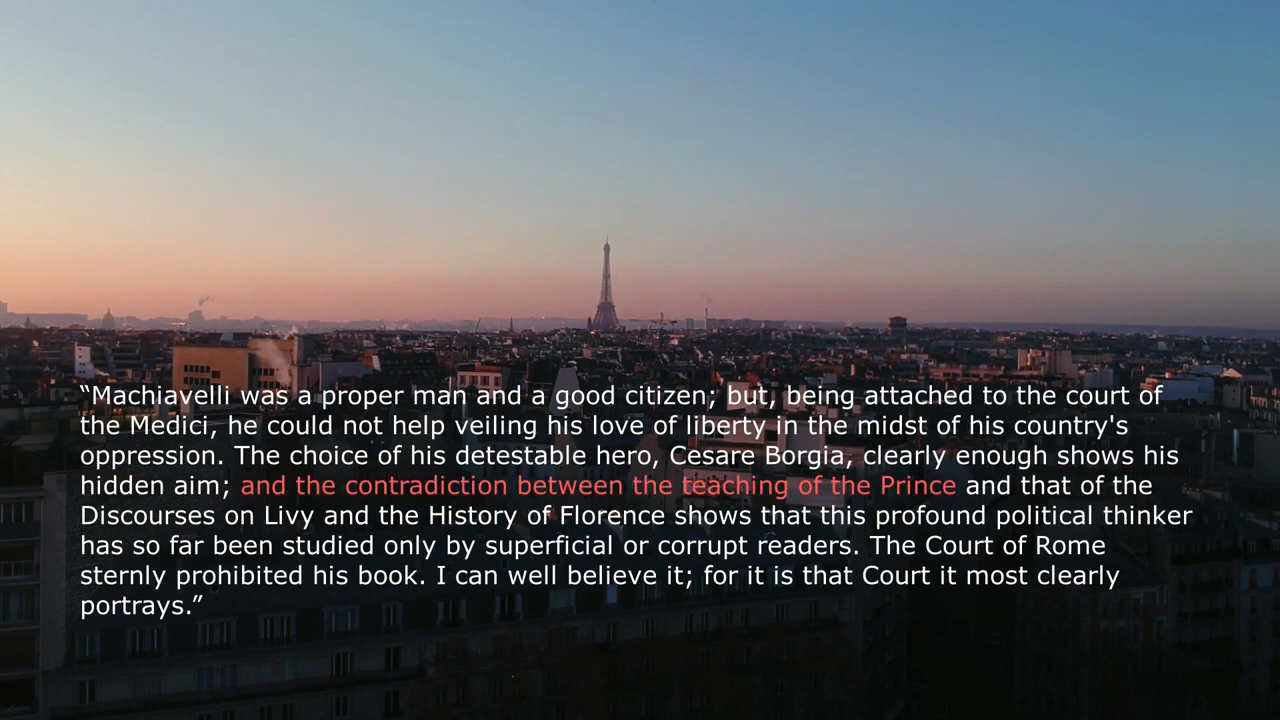 “Machiavelli was a proper man and a good citizen; but, being attached to the court of
the Medici, he could not help veiling his love of liberty in the midst of his country's
oppression. The choice of his detestable hero, Cesare Borgia, clearly enough shows his
hidden aim; and the contradiction between the teaching of the Prince and that of the
Discourses on Livy and the History of Florence shows that this profound political thinker
has so far been studied only by superficial or corrupt readers. The Court of Rome
sternly prohibited his book. I can well believe it; for it is that Court it most clearly
portrays.”